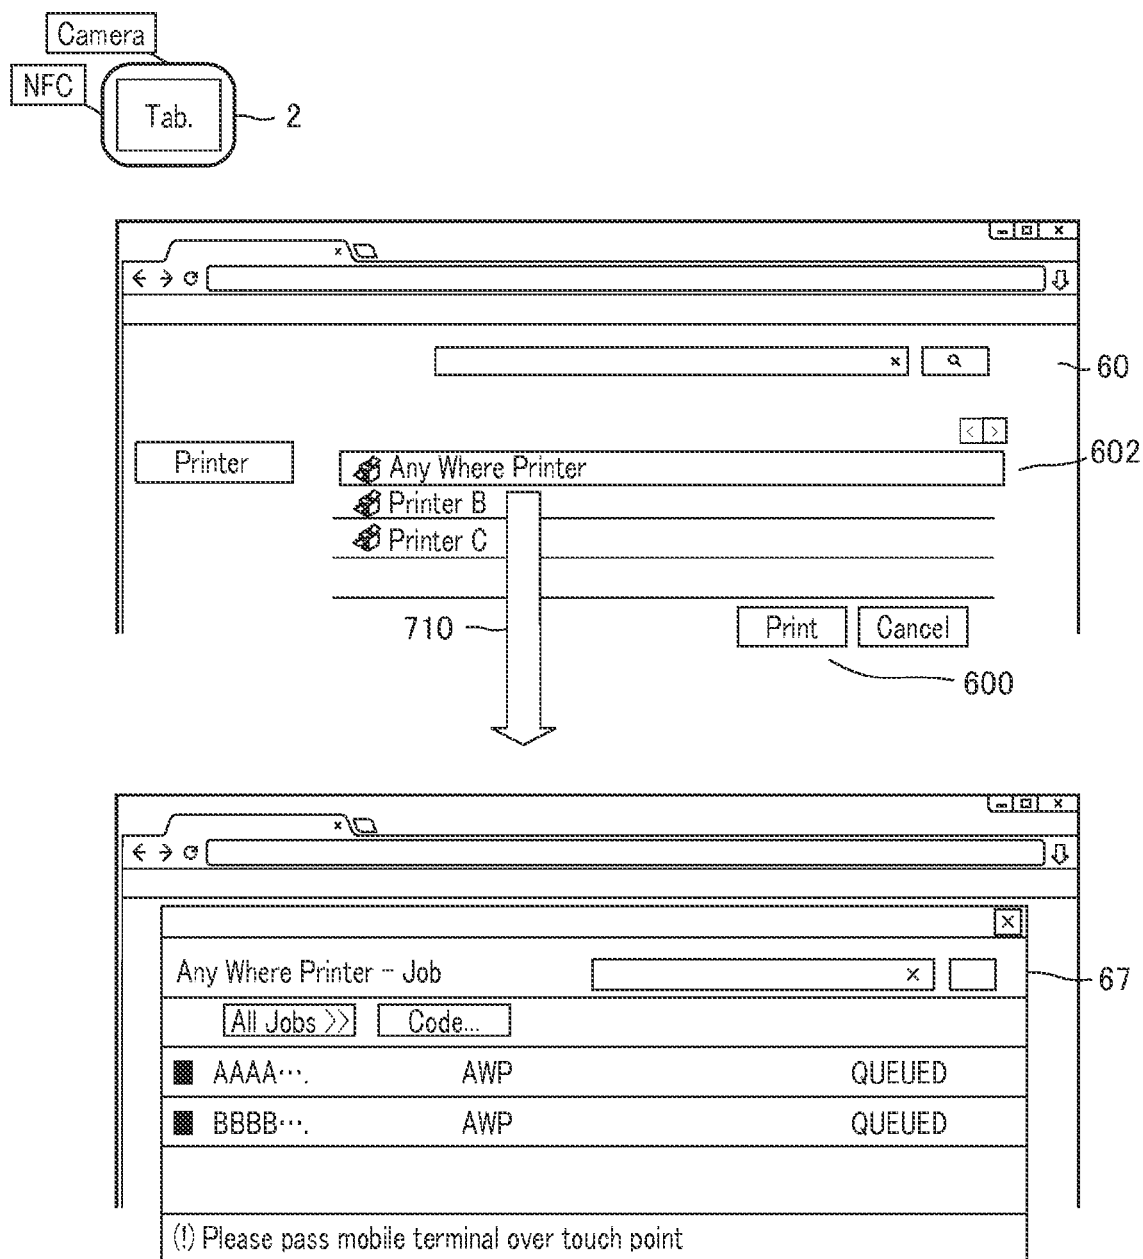 Camera
NFC
Tab.
2
60
602
Printer
Any Where Printer
Printer B
Printer C
710
Print Cancel
600
Any Where Printer - Job
67
All Jobs >> Code...
AAAA···. AWP QUEUED
BBBB···. AWP QUEUED
(!) Please pass mobile terminal over touch point